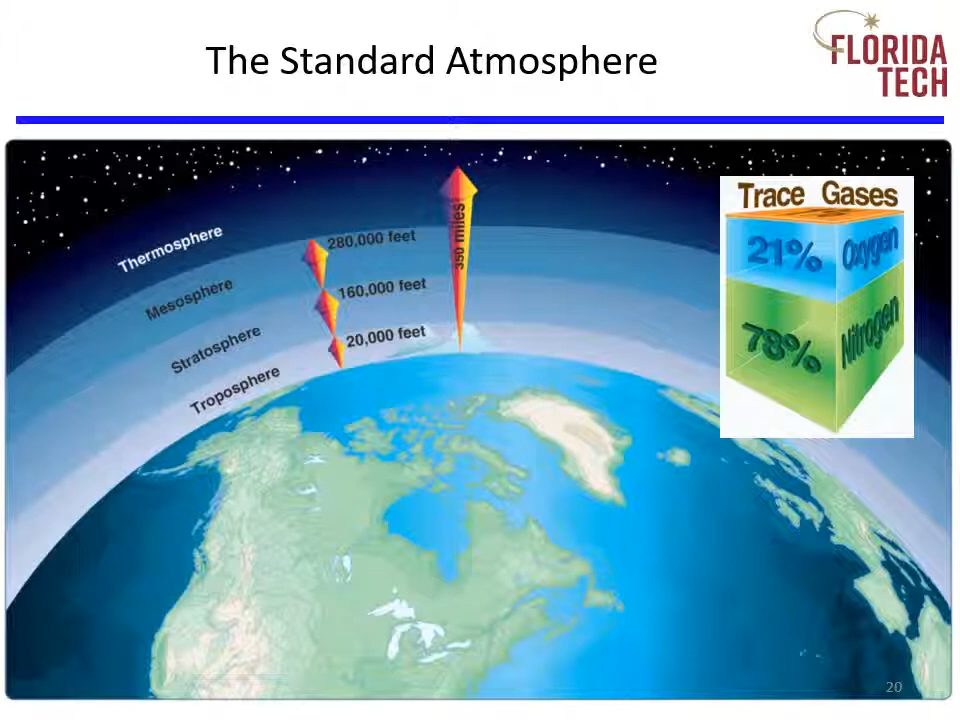 The Standard Atmosphere
FLORIDA
TECH
Thermosphere
Mesosphere
Stratosphere
Troposphere
280,000 feet
160,000 feet
20,000 feet
350 miles
Trace Gases
21% Oxygen
78% Nitrogen
20